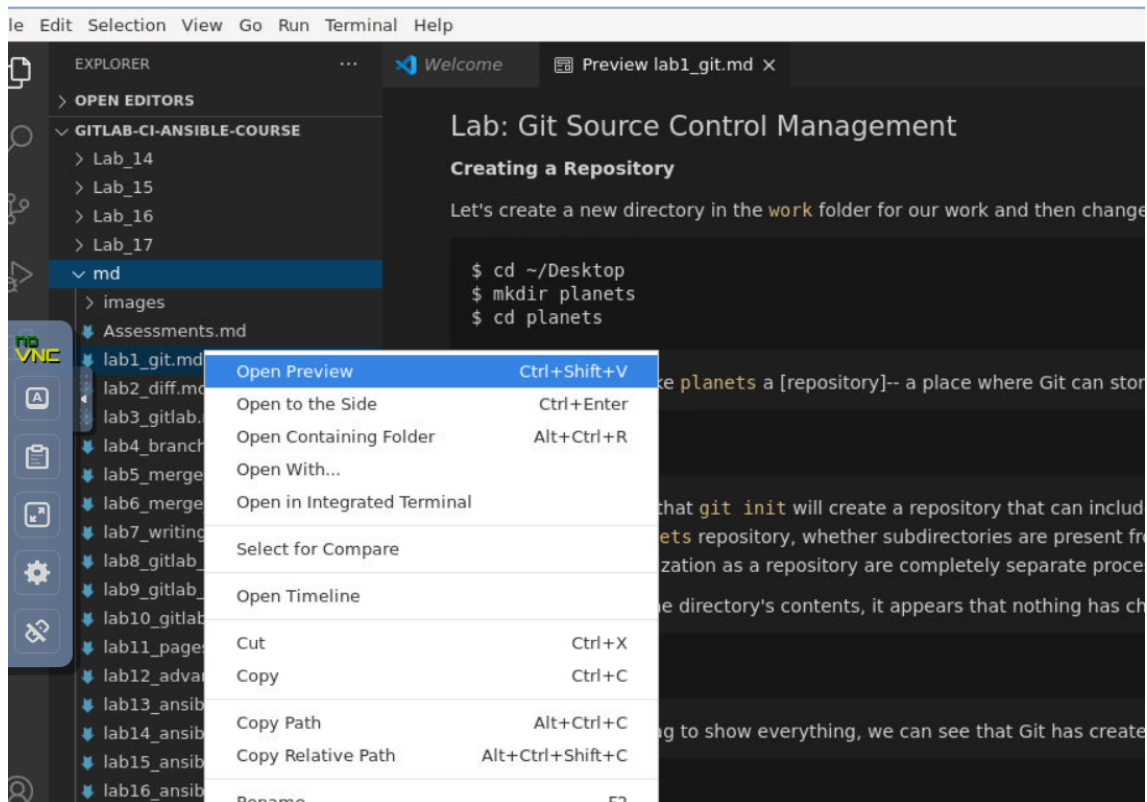 le Edit Selection View Go Run Terminal Help
EXPLORER ...
OPEN EDITORS
GITLAB-CI-ANSIBLE-COURSE
Lab_14
Lab_15
Lab_16
Lab_17
md
images
Assessments.md
lab1_git.md
lab2_diff.md
lab3_gitlab.
lab4_branch
lab5_merge
lab6_merge
lab7_writing
lab8_gitlab_
lab9_gitlab_
lab10_gitlab
lab11_page
lab12_adva
lab13_ansib
lab14_ansib
lab15_ansib
lab16_ansib
no
VNC
A
Open Preview Ctrl+Shift+V
Open to the Side Ctrl+Enter
Open Containing Folder Alt+Ctrl+R
Open With...
Open in Integrated Terminal
Select for Compare
Open Timeline
Cut Ctrl+X
Copy Ctrl+C
Copy Path Alt+Ctrl+C
Copy Relative Path Alt+Ctrl+Shift+C
Rename F2
Welcome
Preview lab1_git.md
Lab: Git Source Control Management
Creating a Repository
Let's create a new directory in the work folder for our work and then change
$ cd ~/Desktop
$ mkdir planets
$ cd planets
ke planets a [repository]-- a place where Git can stor
that git init will create a repository that can includ
ets repository, whether subdirectories are present fr
zation as a repository are completely separate proce
e directory's contents, it appears that nothing has ch
g to show everything, we can see that Git has create